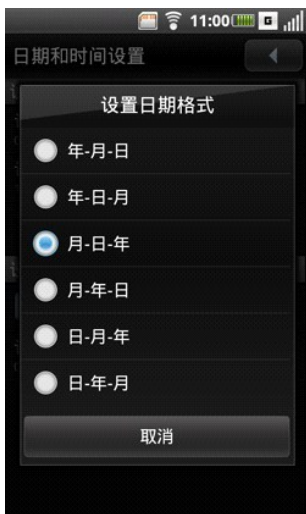 11:00 G
日期和时间设置
设置日期格式
年-月-日
年-日-月
月-日-年
月-年-日
日-月-年
日-年-月
取消